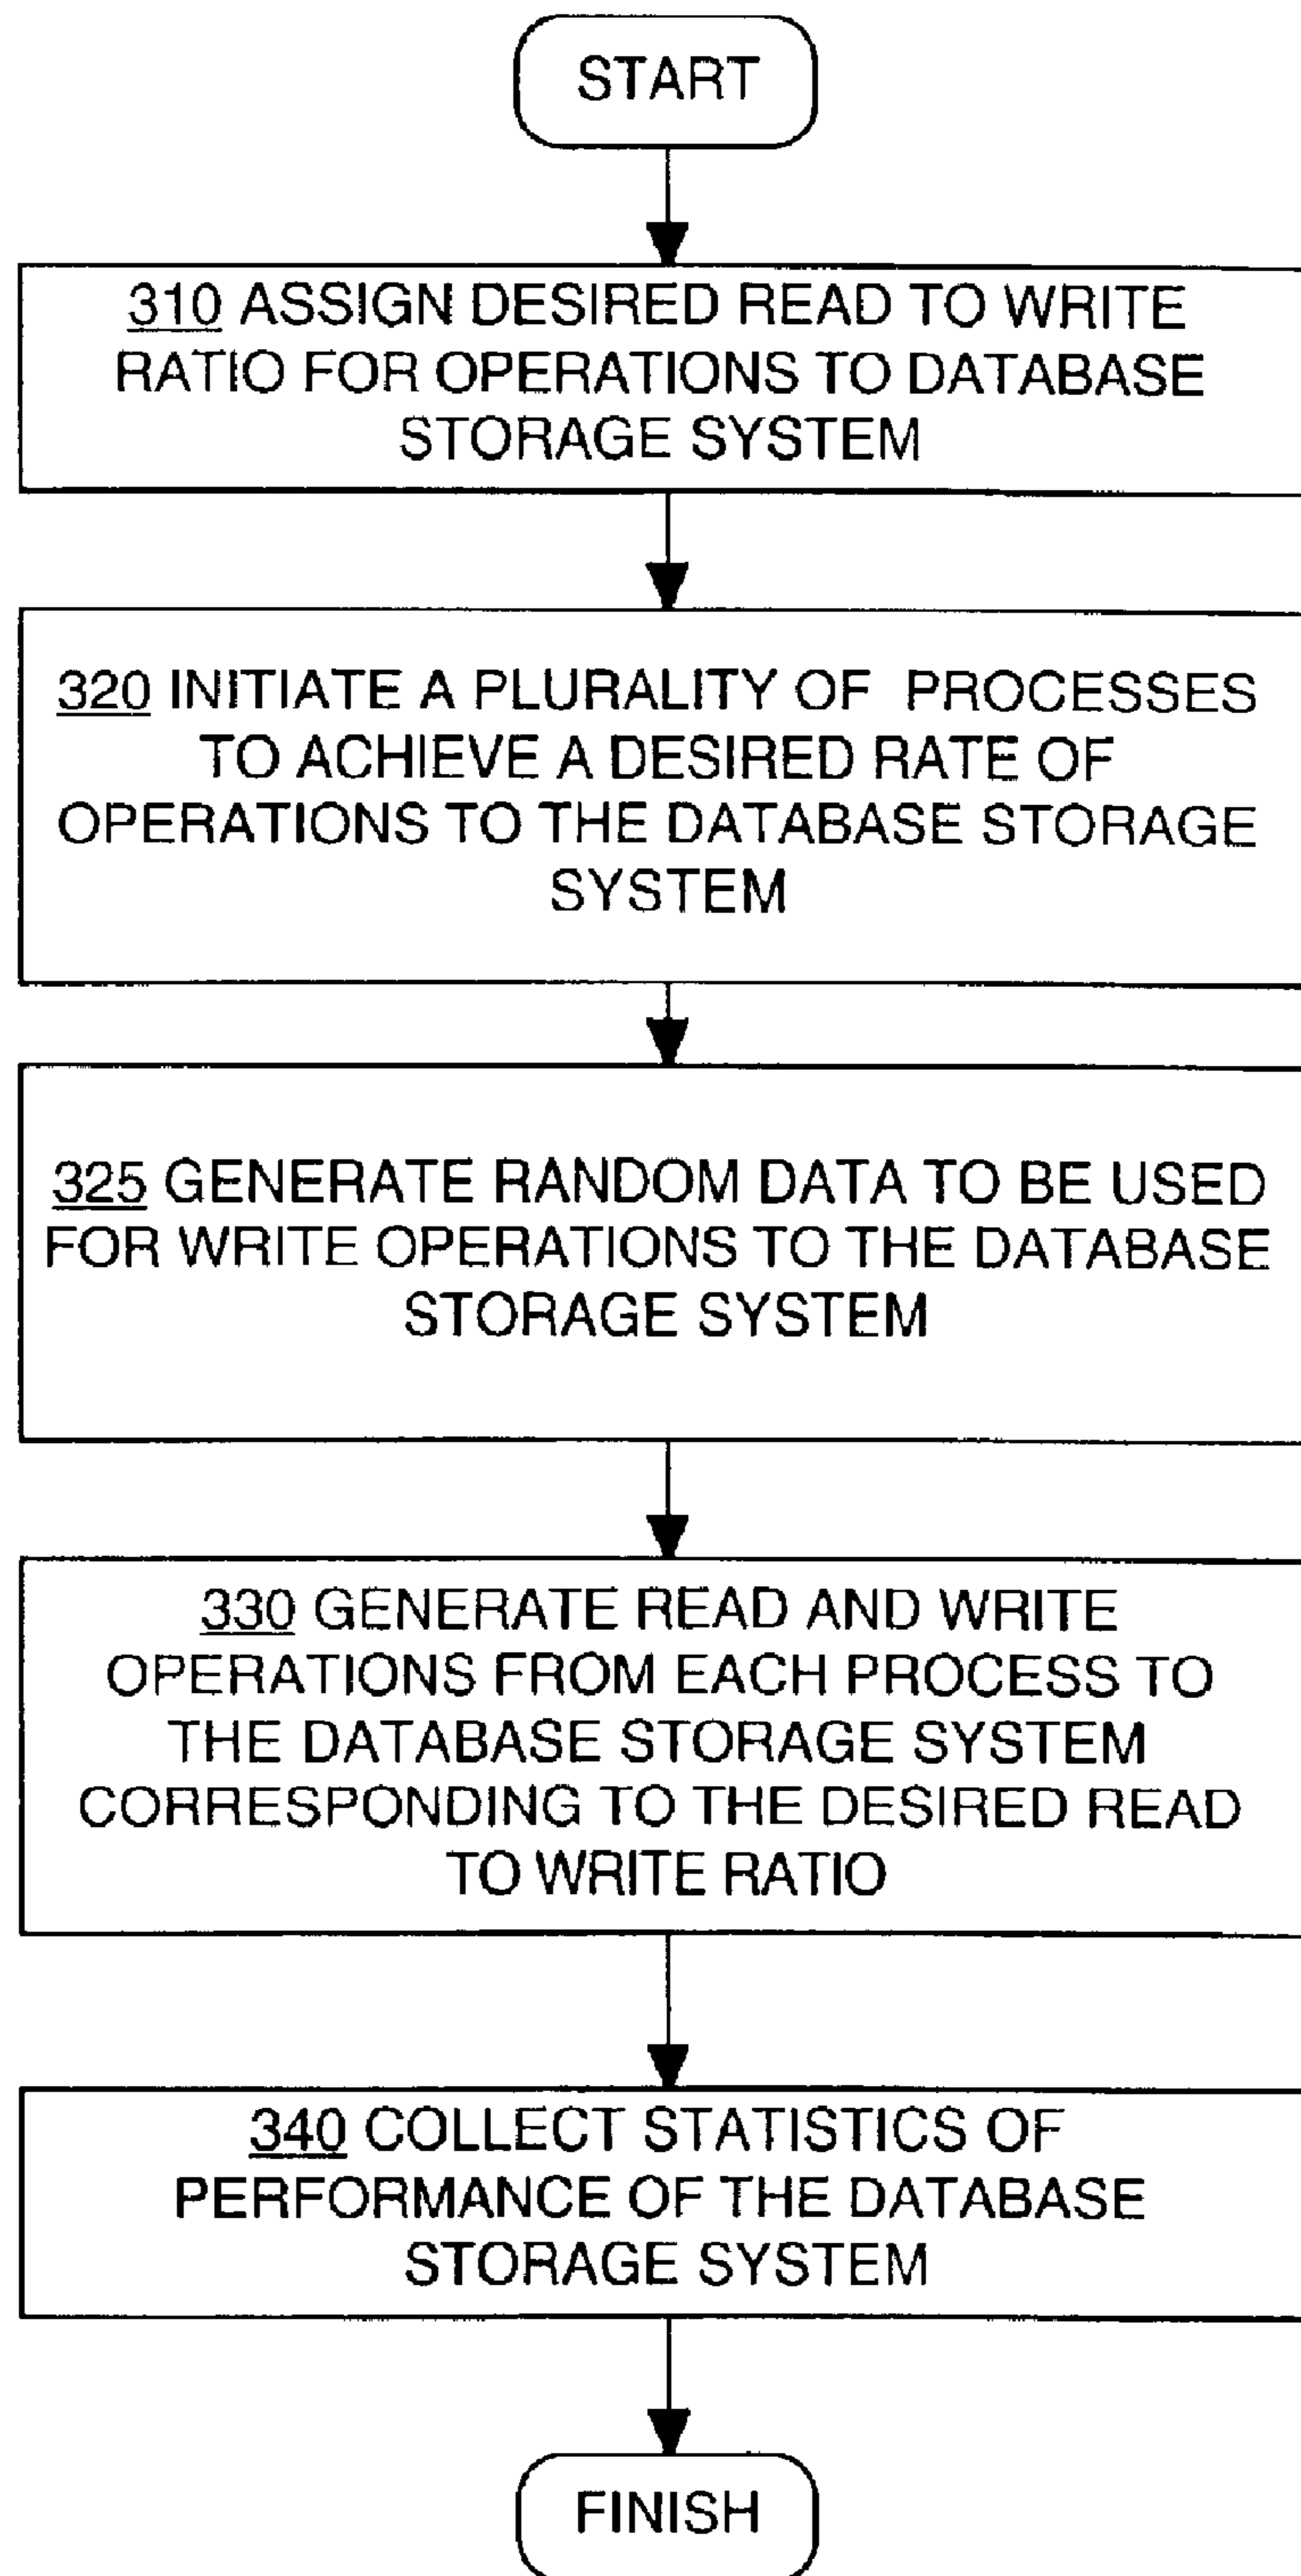 START
310 ASSIGN DESIRED READ TO WRITE
RATIO FOR OPERATIONS TO DATABASE
STORAGE SYSTEM
320 INITIATE A PLURALITY OF PROCESSES
TO ACHIEVE A DESIRED RATE OF
OPERATIONS TO THE DATABASE STORAGE
SYSTEM
325 GENERATE RANDOM DATA TO BE USED
FOR WRITE OPERATIONS TO THE DATABASE
STORAGE SYSTEM
330 GENERATE READ AND WRITE
OPERATIONS FROM EACH PROCESS TO
THE DATABASE STORAGE SYSTEM
CORRESPONDING TO THE DESIRED READ
TO WRITE RATIO
340 COLLECT STATISTICS OF
PERFORMANCE OF THE DATABASE
STORAGE SYSTEM
FINISH